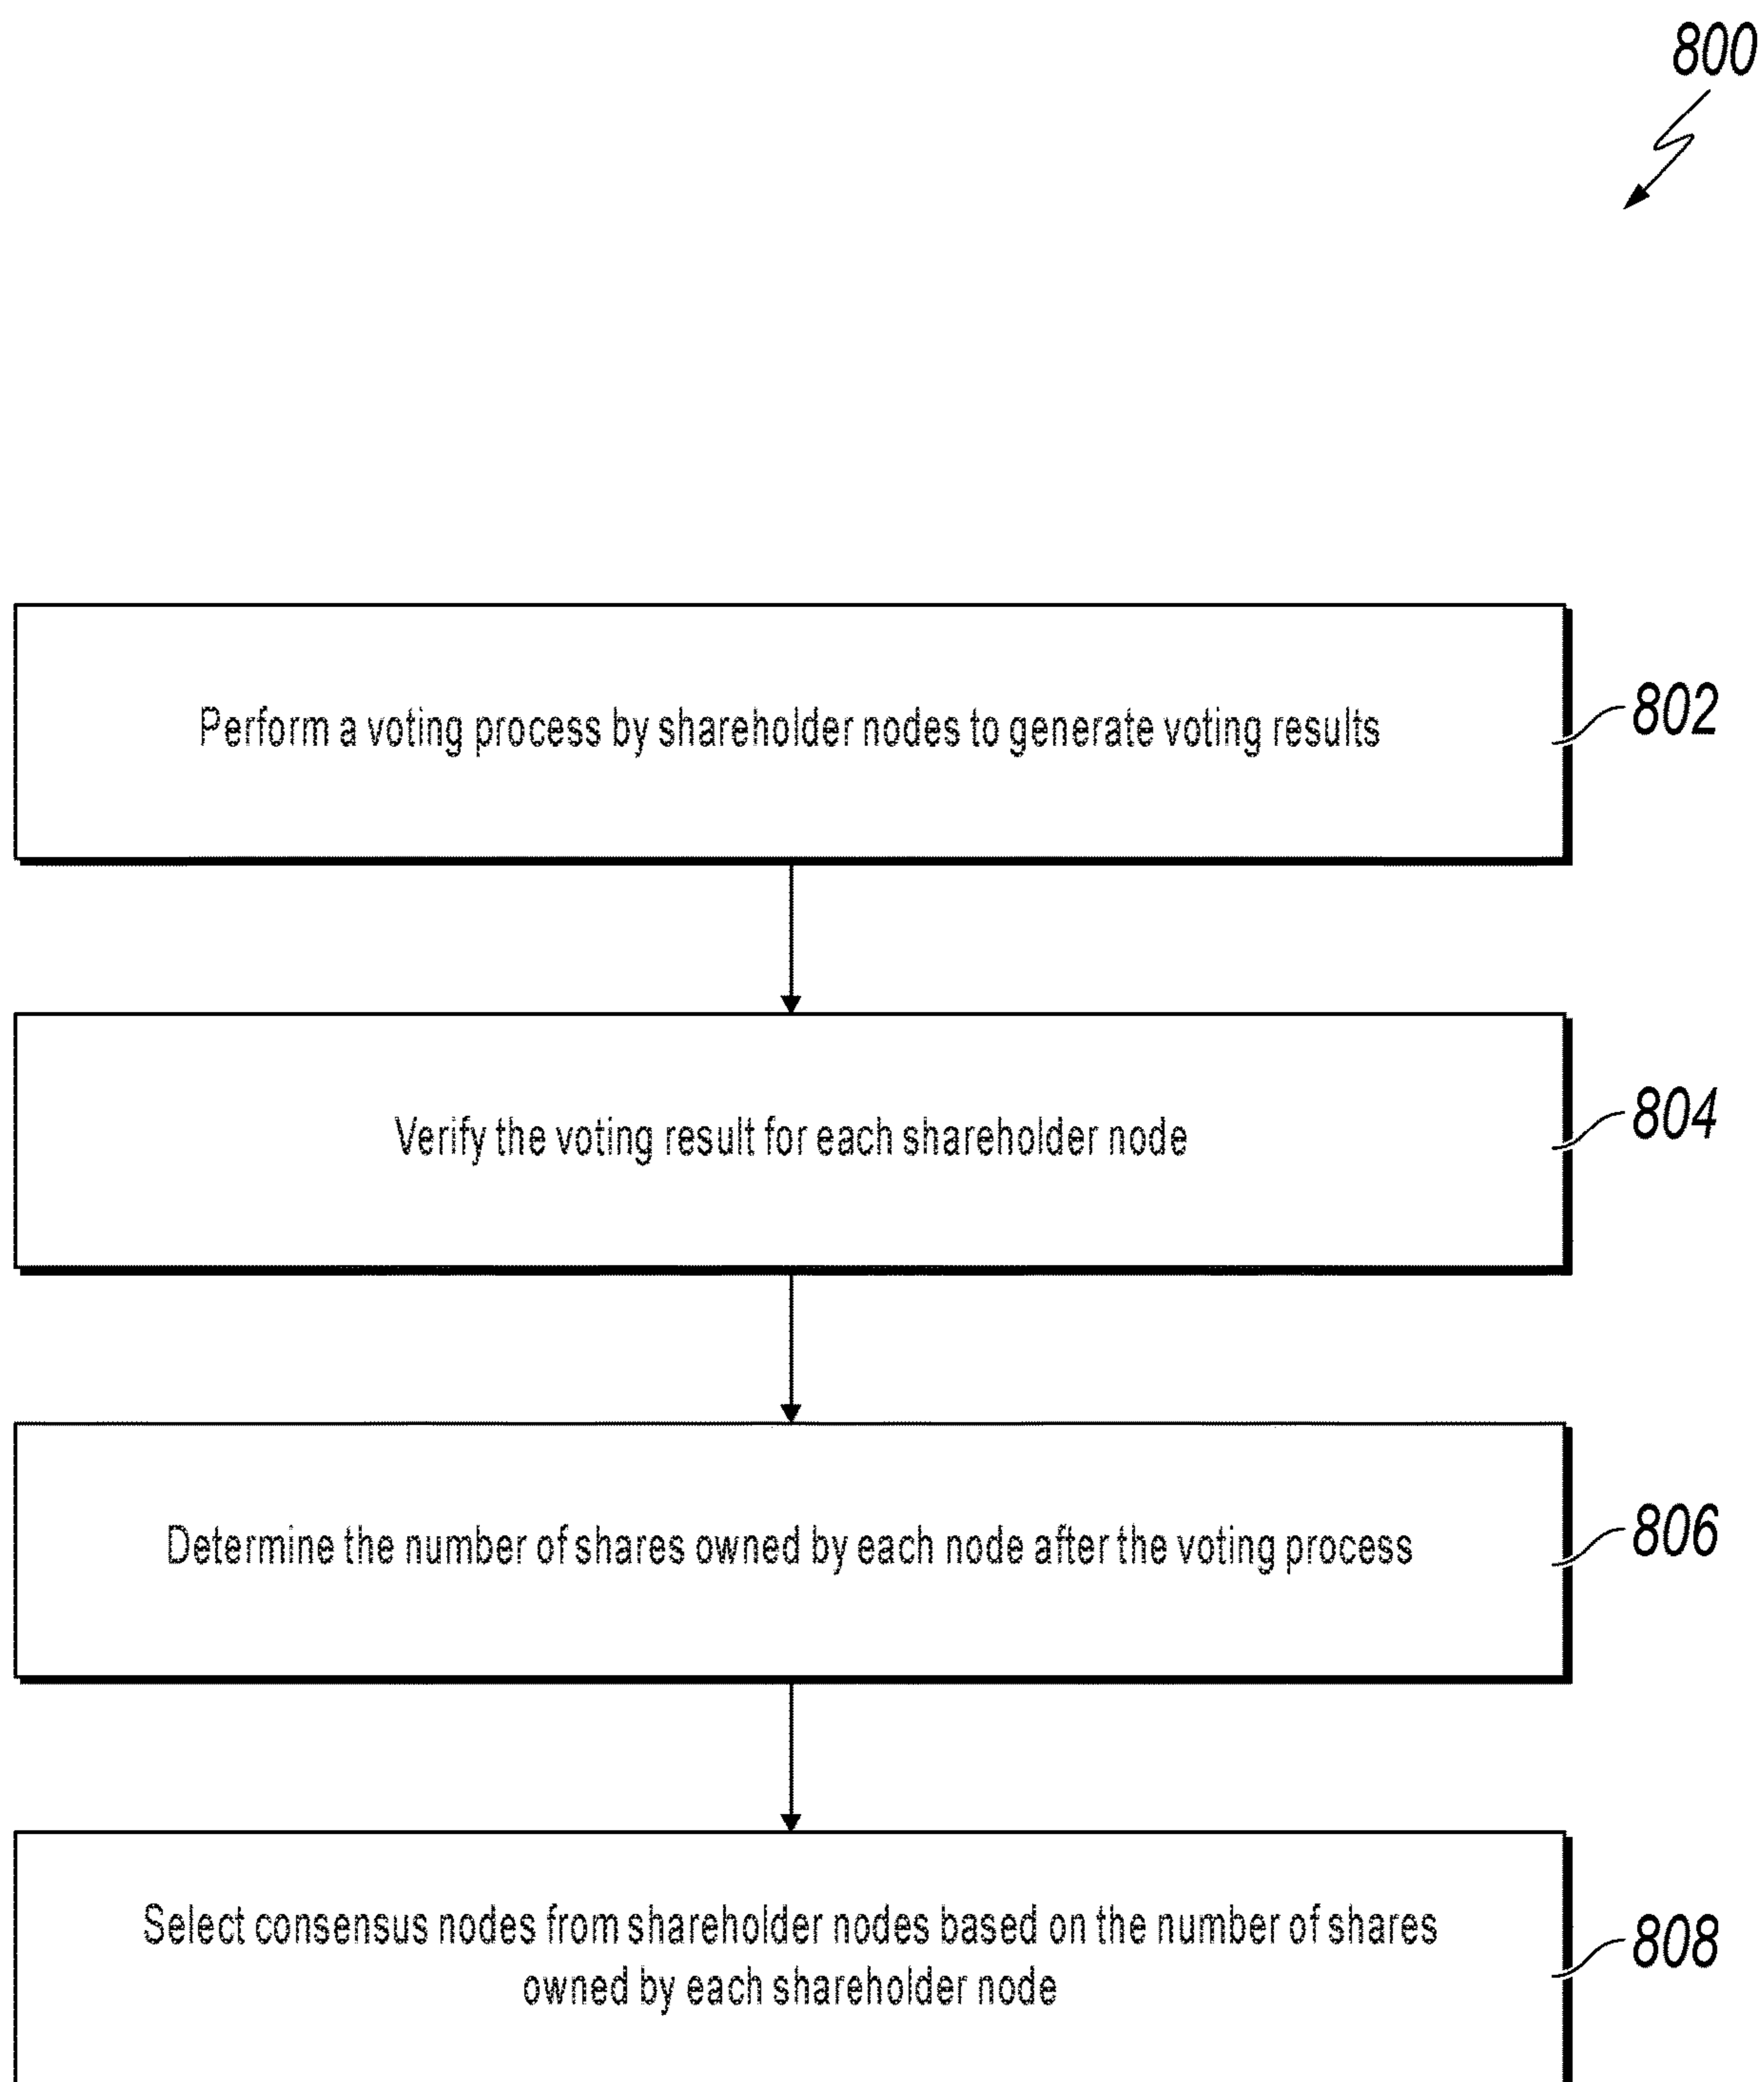 800
Perform a voting process by shareholder nodes to generate voting results
802
Verify the voting result for each shareholder node
804
Determine the number of shares owned by each node after the voting process
806
Select consensus nodes from shareholder nodes based on the number of shares
owned by each shareholder node
808